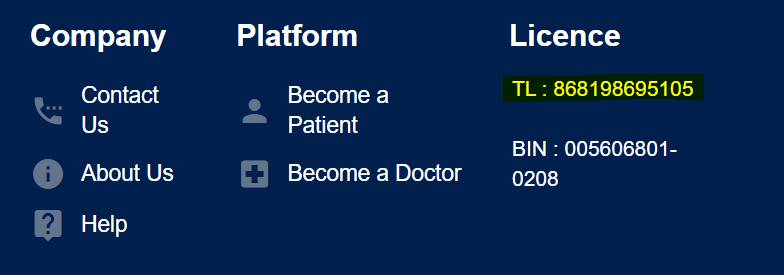 Company
Contact
Us
About Us
Help
Platform
Become a
Patient
Become a Doctor
Licence
TL : 868198695105
BIN : 005606801-
0208